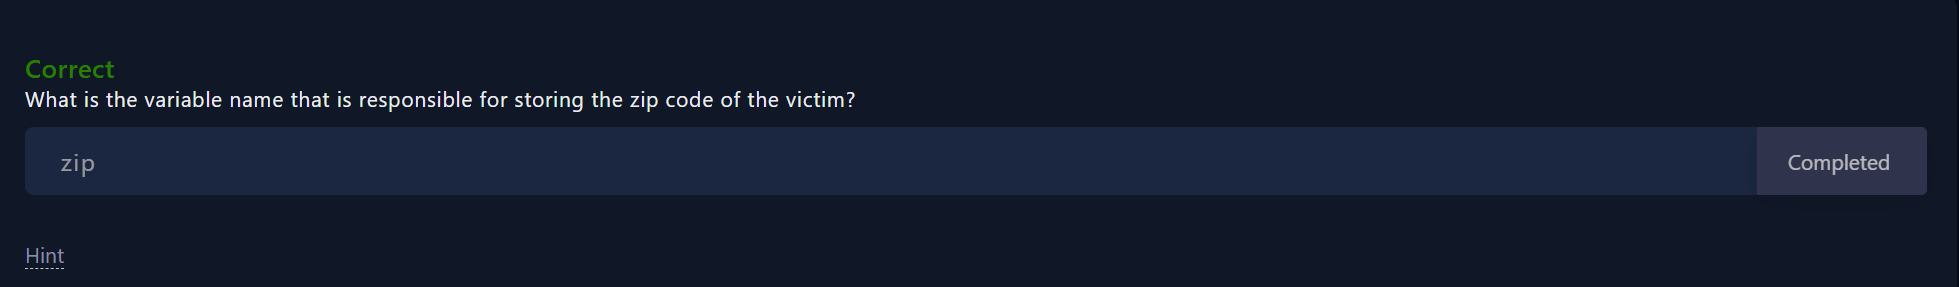 Correct
What is the variable name that is responsible for storing the zip code of the victim?
zip
Completed
Hint